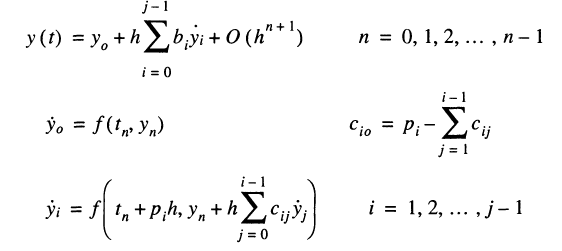 y(t) = y_o + h \sum_{i=0}^{j-1} b_i \dot{y}_i + O(h^{n+1})    n = 0, 1, 2, ... , n-1
\dot{y}_o = f(t_n, y_n)    c_{io} = p_i - \sum_{j=1}^{i-1} c_{ij}
\dot{y}_i = f\left( t_n + p_i h, y_n + h \sum_{j=0}^{i-1} c_{ij} \dot{y}_j \right)    i = 1, 2, ... , j-1